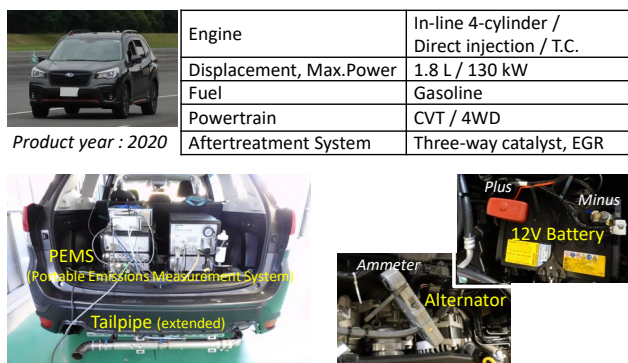 Engine
In-line 4-cylinder /
Direct injection / T.C.
Displacement, Max.Power
1.8 L / 130 kW
Fuel
Gasoline
Powertrain
CVT / 4WD
Aftertreatment System
Three-way catalyst, EGR
Product year : 2020
Plus
Minus
12V Battery
PEMS
(Portable Emissions Measurement System)
Ammeter
Alternator
Tailpipe (extended)